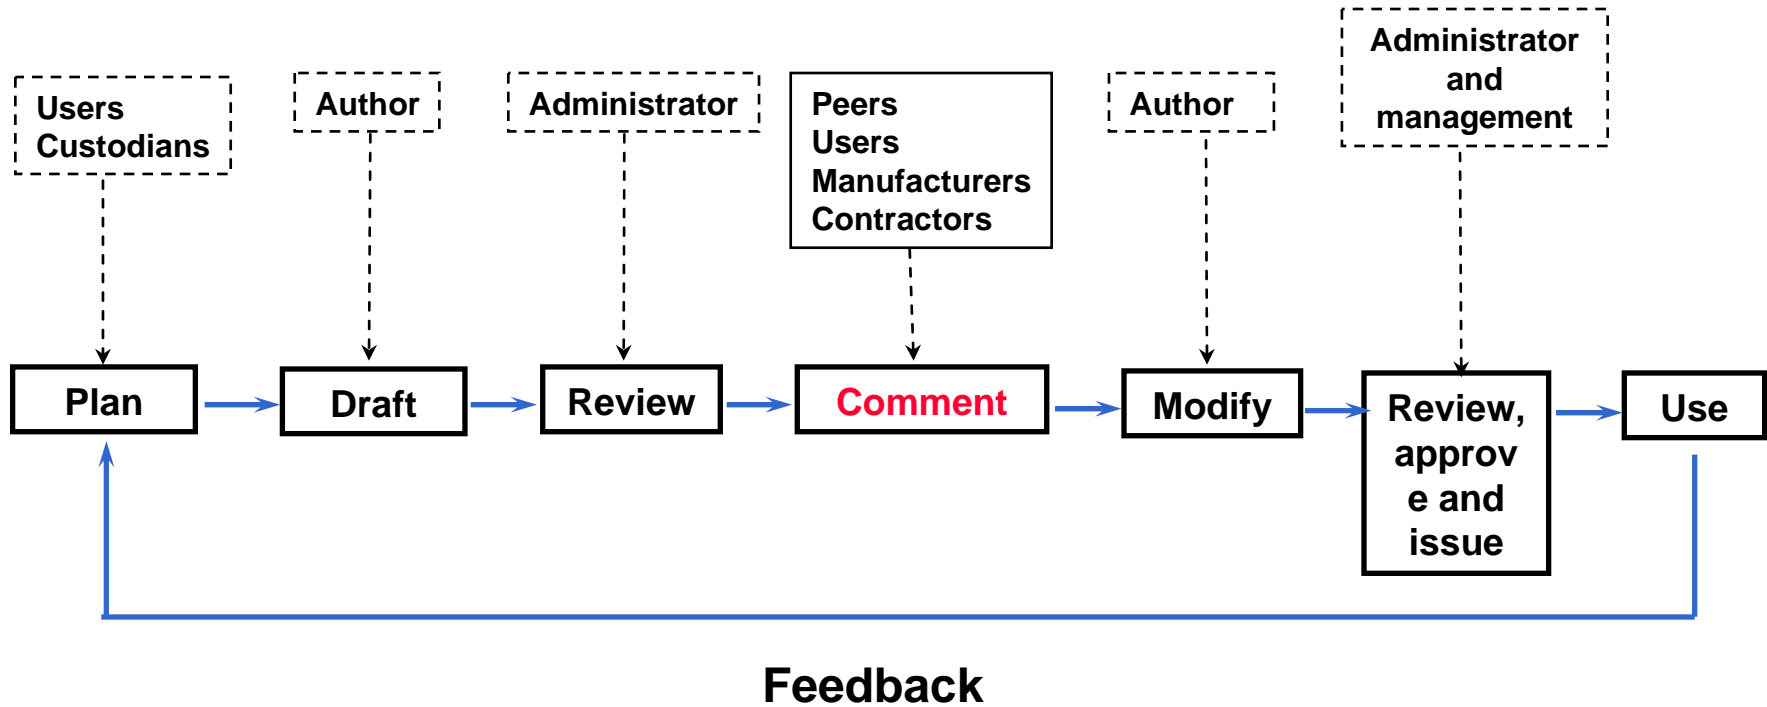 Users
Custodians
Author
Administrator
Peers
Users
Manufacturers
Contractors
Author
Administrator
and
management
Plan
Draft
Review
Comment
Modify
Review,
approv
e and
issue
Use
Feedback